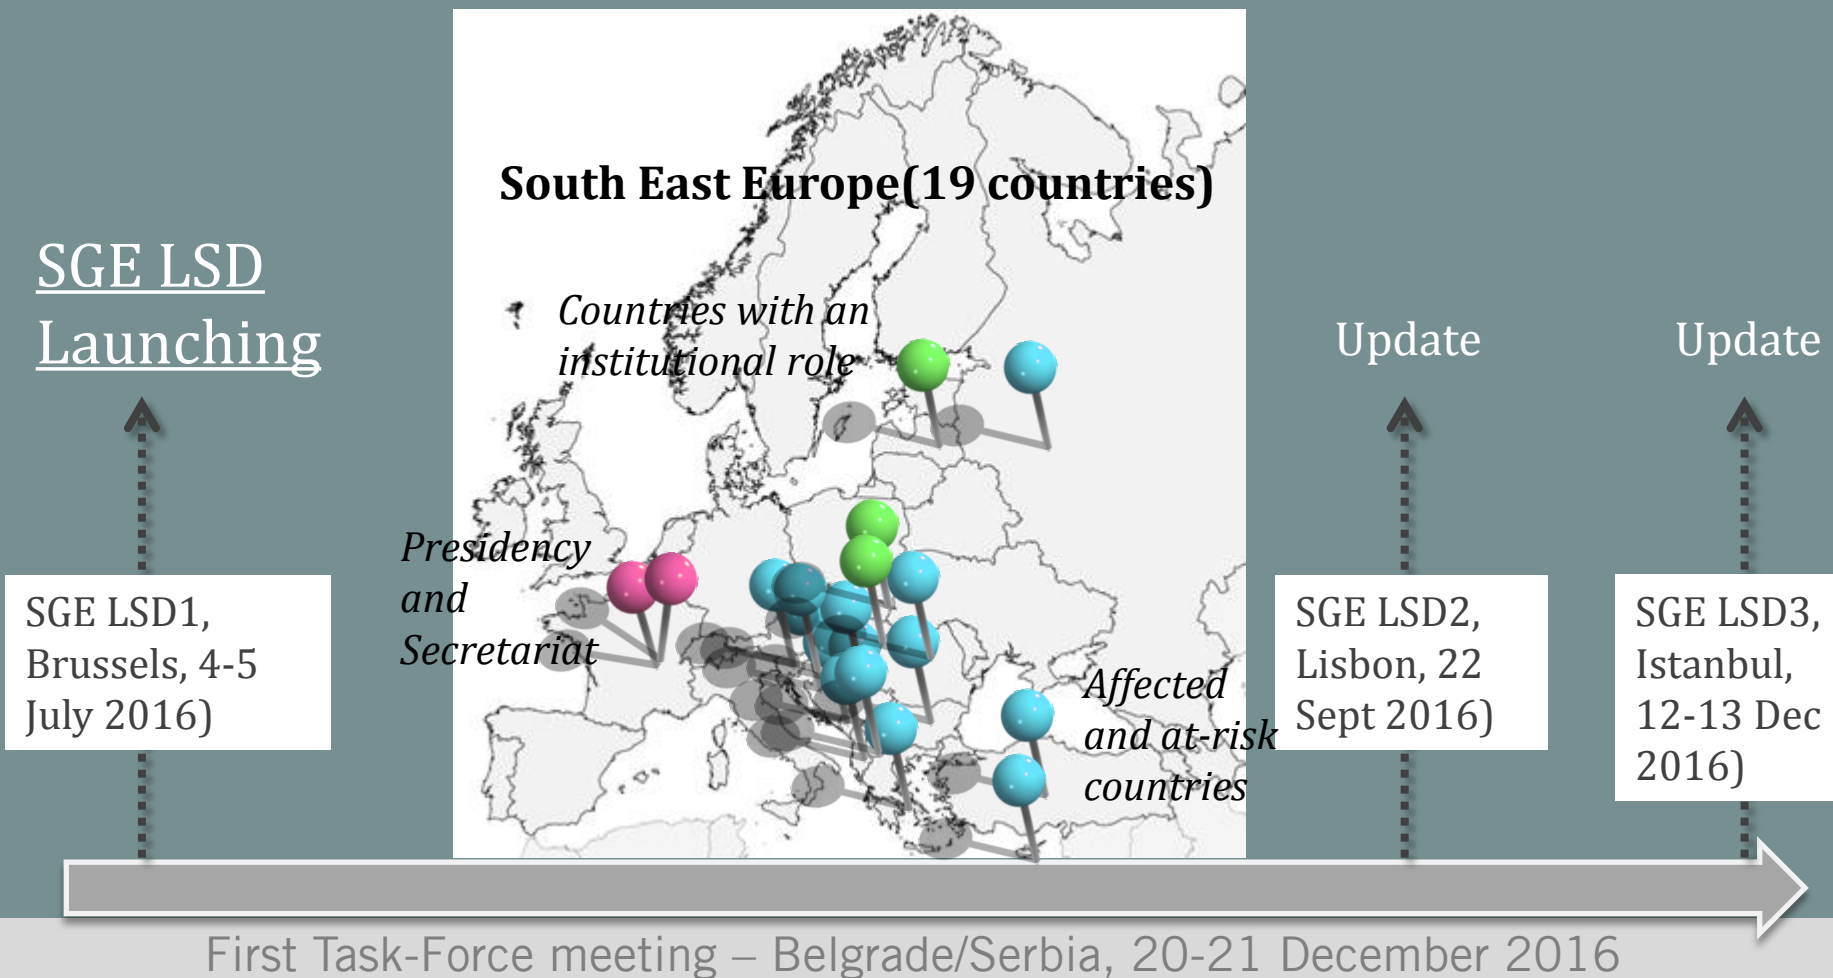 South East Europe(19 countries)
SGE LSD
Launching
Countries with an
institutional role
Update
Update
Presidency
and
Secretariat
SGE LSD1,
Brussels, 4-5
July 2016)
Affected
and at-risk
countries
SGE LSD2,
Lisbon, 22
Sept 2016)
SGE LSD3,
Istanbul,
12-13 Dec
2016)
First Task-Force meeting – Belgrade/Serbia, 20-21 December 2016